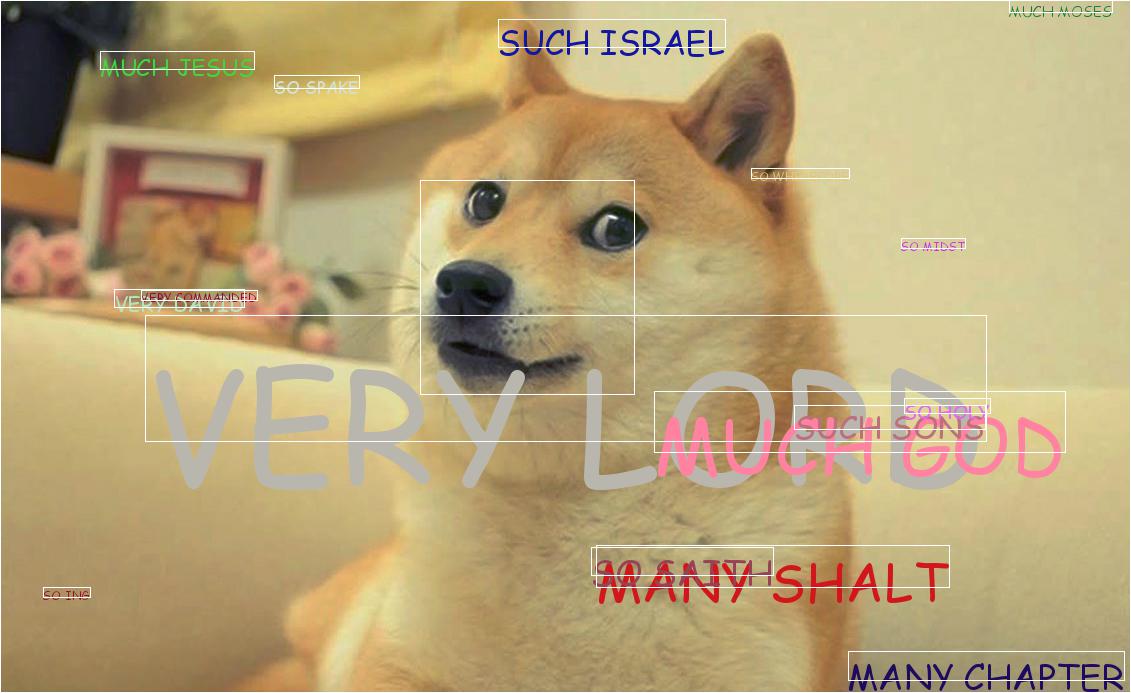 MUCH MOSES
SUCH ISRAEL
MUCH JESUS
SO SPAKE
SO MIDST
VERY COMMANDED
VERY DAVID
VERY LORD
SO HOLY
SUCH SONS
MUCH GOD
SO SAITH
MANY SHALT
SO ING
MANY CHAPTER